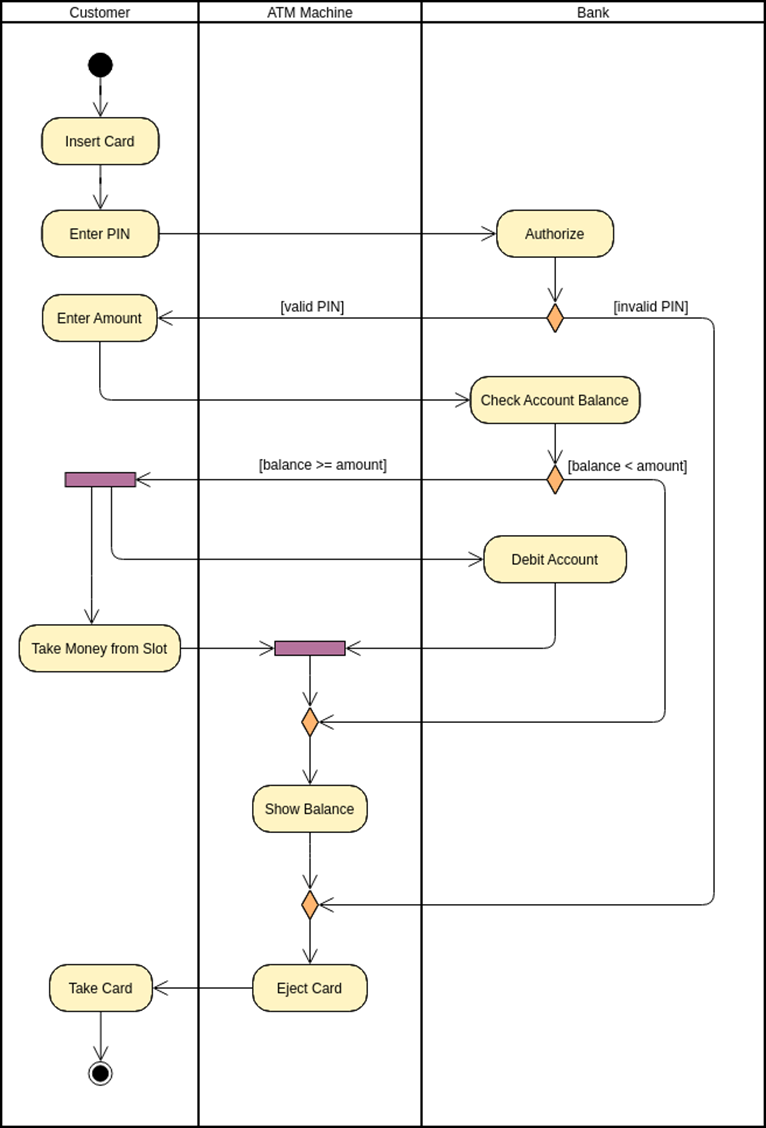 Customer
ATM Machine
Bank
Insert Card
Enter PIN
Authorize
[valid PIN]
[invalid PIN]
Enter Amount
Check Account Balance
[balance >= amount]
[balance < amount]
Debit Account
Take Money from Slot
Show Balance
Take Card
Eject Card